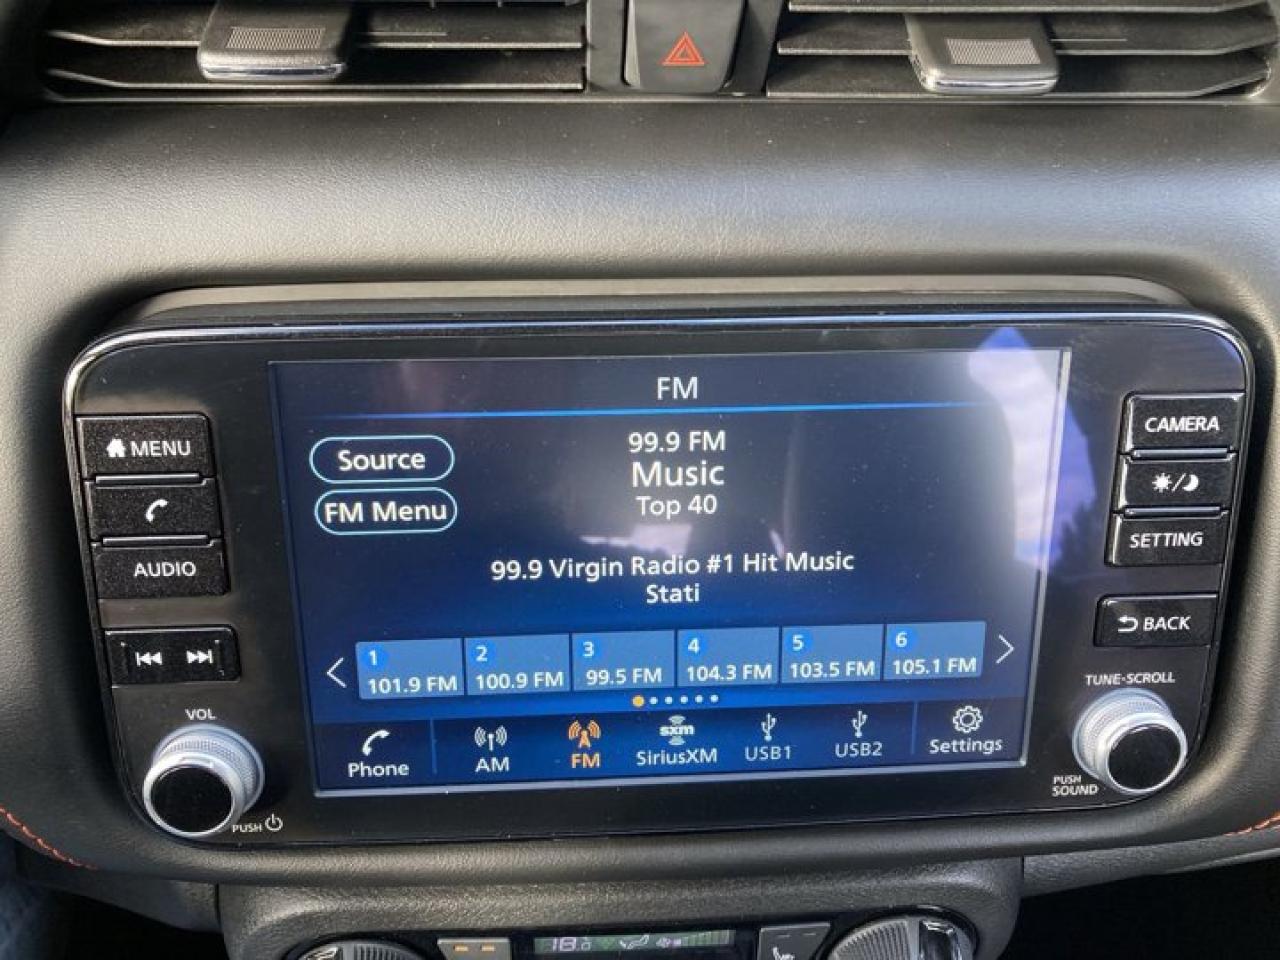 FM
99.9 FM
Music
Top 40
Source
FM Menu
99.9 Virgin Radio #1 Hit Music
Stati
1
101.9 FM
2
100.9 FM
3
99.5 FM
4
104.3 FM
5
103.5 FM
6
105.1 FM
Phone
AM
FM
sxm
SiriusXM
USB1
USB2
Settings
MENU
AUDIO
VOL
PUSH
CAMERA
SETTING
BACK
TUNE-SCROLL
PUSH
SOUND
18.0